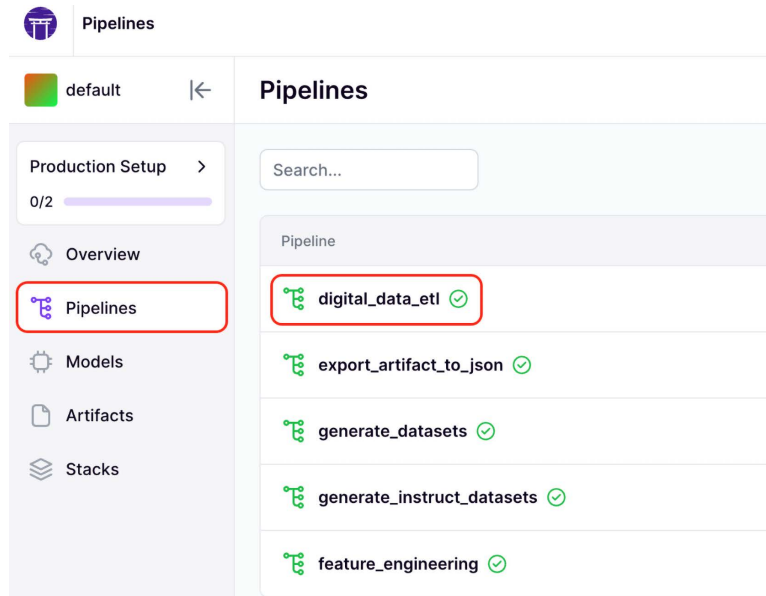 Pipelines
default
Pipelines
Production Setup
0/2
Search...
Overview
Pipeline
Pipelines
digital_data_etl
Models
export_artifact_to_json
Artifacts
generate_datasets
Stacks
generate_instruct_datasets
feature_engineering